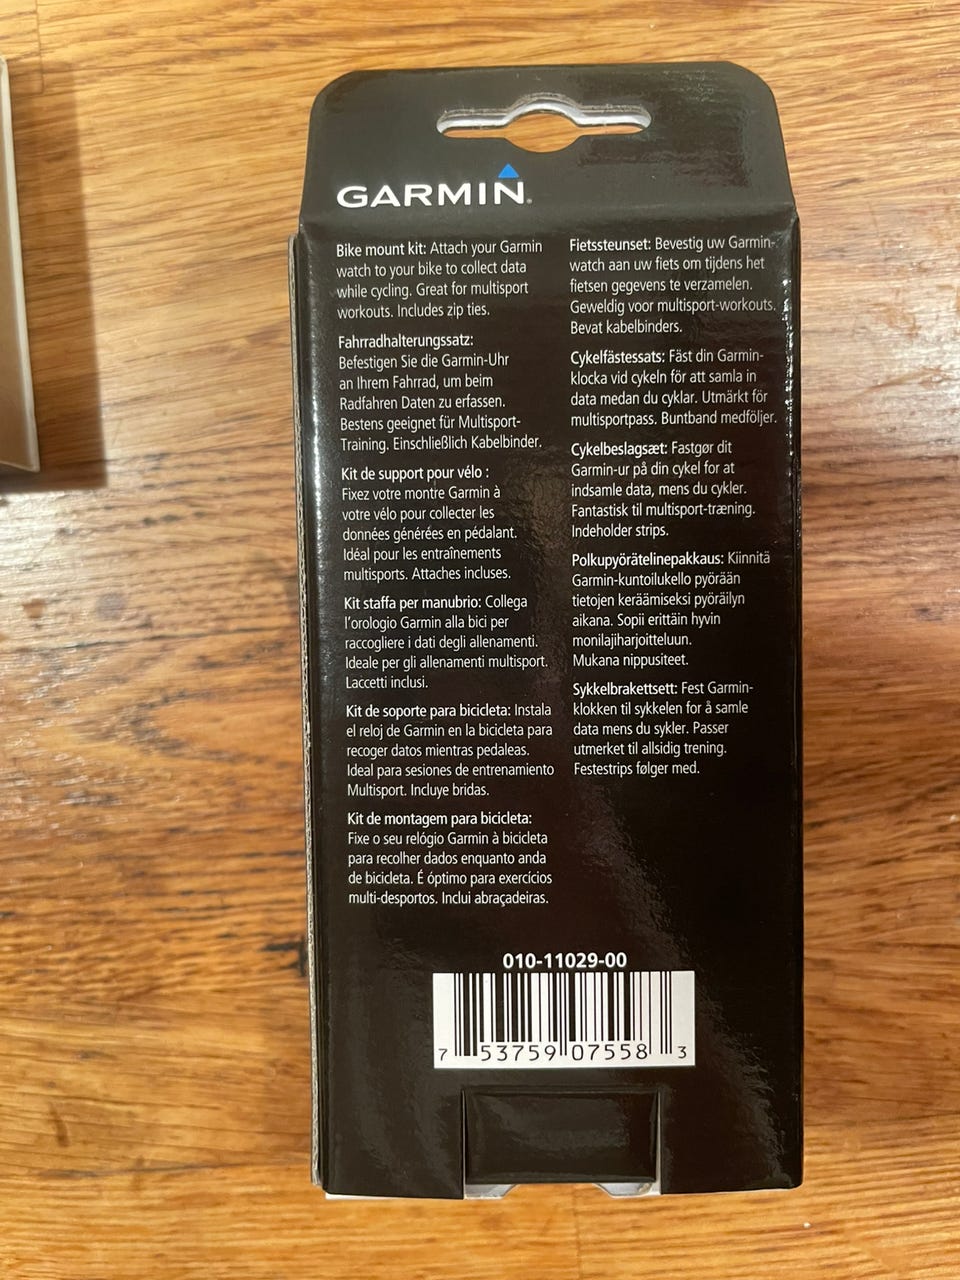 GARMIN
Bike mount kit: Attach your Garmin
watch to your bike to collect data
while cycling. Great for multisport
workouts. Includes zip ties.
Fahrradhalterungssatz:
Befestigen Sie die Garmin-Uhr
an Ihrem Fahrrad, um beim
Radfahren Daten zu erfassen.
Bestens geeignet für Multisport-
Training. Einschließlich Kabelbinder.
Kit de support pour vélo :
Fixez votre montre Garmin à
votre vélo pour collecter les
données générées en pédalant.
Idéal pour les entraînements
multisports. Attaches incluses.
Kit staffa per manubrio: Collega
l'orologio Garmin alla bici per
raccogliere i dati degli allenamenti.
Ideale per gli allenamenti multisport.
Laccetti inclusi.
Kit de soporte para bicicleta: Instala
el reloj de Garmin en la bicicleta para
recoger datos mientras pedaleas.
Ideal para sesiones de entrenamiento
Multisport. Incluye bridas.
Kit de montagem para bicicleta:
Fixe o seu relógio Garmin à bicicleta
para recolher dados enquanto anda
de bicicleta. É óptimo para exercícios
multi-desportos. Inclui abraçadeiras.
Fietssteunset: Bevestig uw Garmin-
watch aan uw fiets om tijdens het
fietsen gegevens te verzamelen.
Geweldig voor multisport-workouts.
Bevat kabelbinders.
Cykelfästessats: Fäst din Garmin-
klocka vid cykeln för att samla in
data medan du cyklar. Utmärkt för
multisportpass. Buntband medföljer.
Cykelbeslagsæt: Fastgør dit
Garmin-ur på din cykel for at
indsamle data, mens du cykler.
Fantastisk til multisport-træning.
Indeholder strips.
Polkupyörätelinepakkaus: Kiinnitä
Garmin-kuntoilukello pyörään
tietojen keräämiseksi pyöräilyn
aikana. Sopii erittäin hyvin
monilajiharjoitteluun.
Mukana nippusiteet.
Sykkelbrakettsett: Fest Garmin-
klokken til sykkelen for å samle
data mens du sykler. Passer
utmerket til allsidig trening.
Festestrips følger med.
010-11029-00
7 53759 07558 3